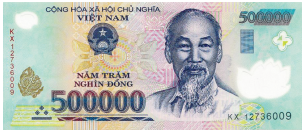 CỘNG HÒA XÃ HỘI CHỦ NGHĨA
VIỆT NAM
500000
KX 12736009
NĂM TRĂM
NGHÌN ĐỒNG
500000
KX 12736009